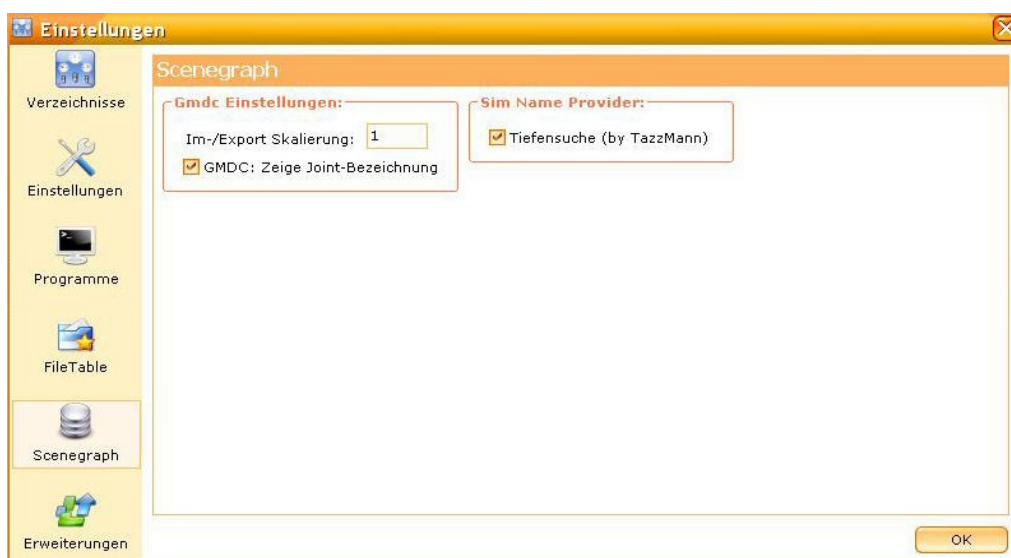 Einstellungen
Verzeichnisse
Einstellungen
Programme
FileTable
Scenegraph
Erweiterungen
Scenegraph
Gmdc Einstellungen:
Im-/Export Skalierung: 1
GMDC: Zeige Joint-Bezeichnung
Sim Name Provider:
Tiefensuche (by TazzMann)
OK